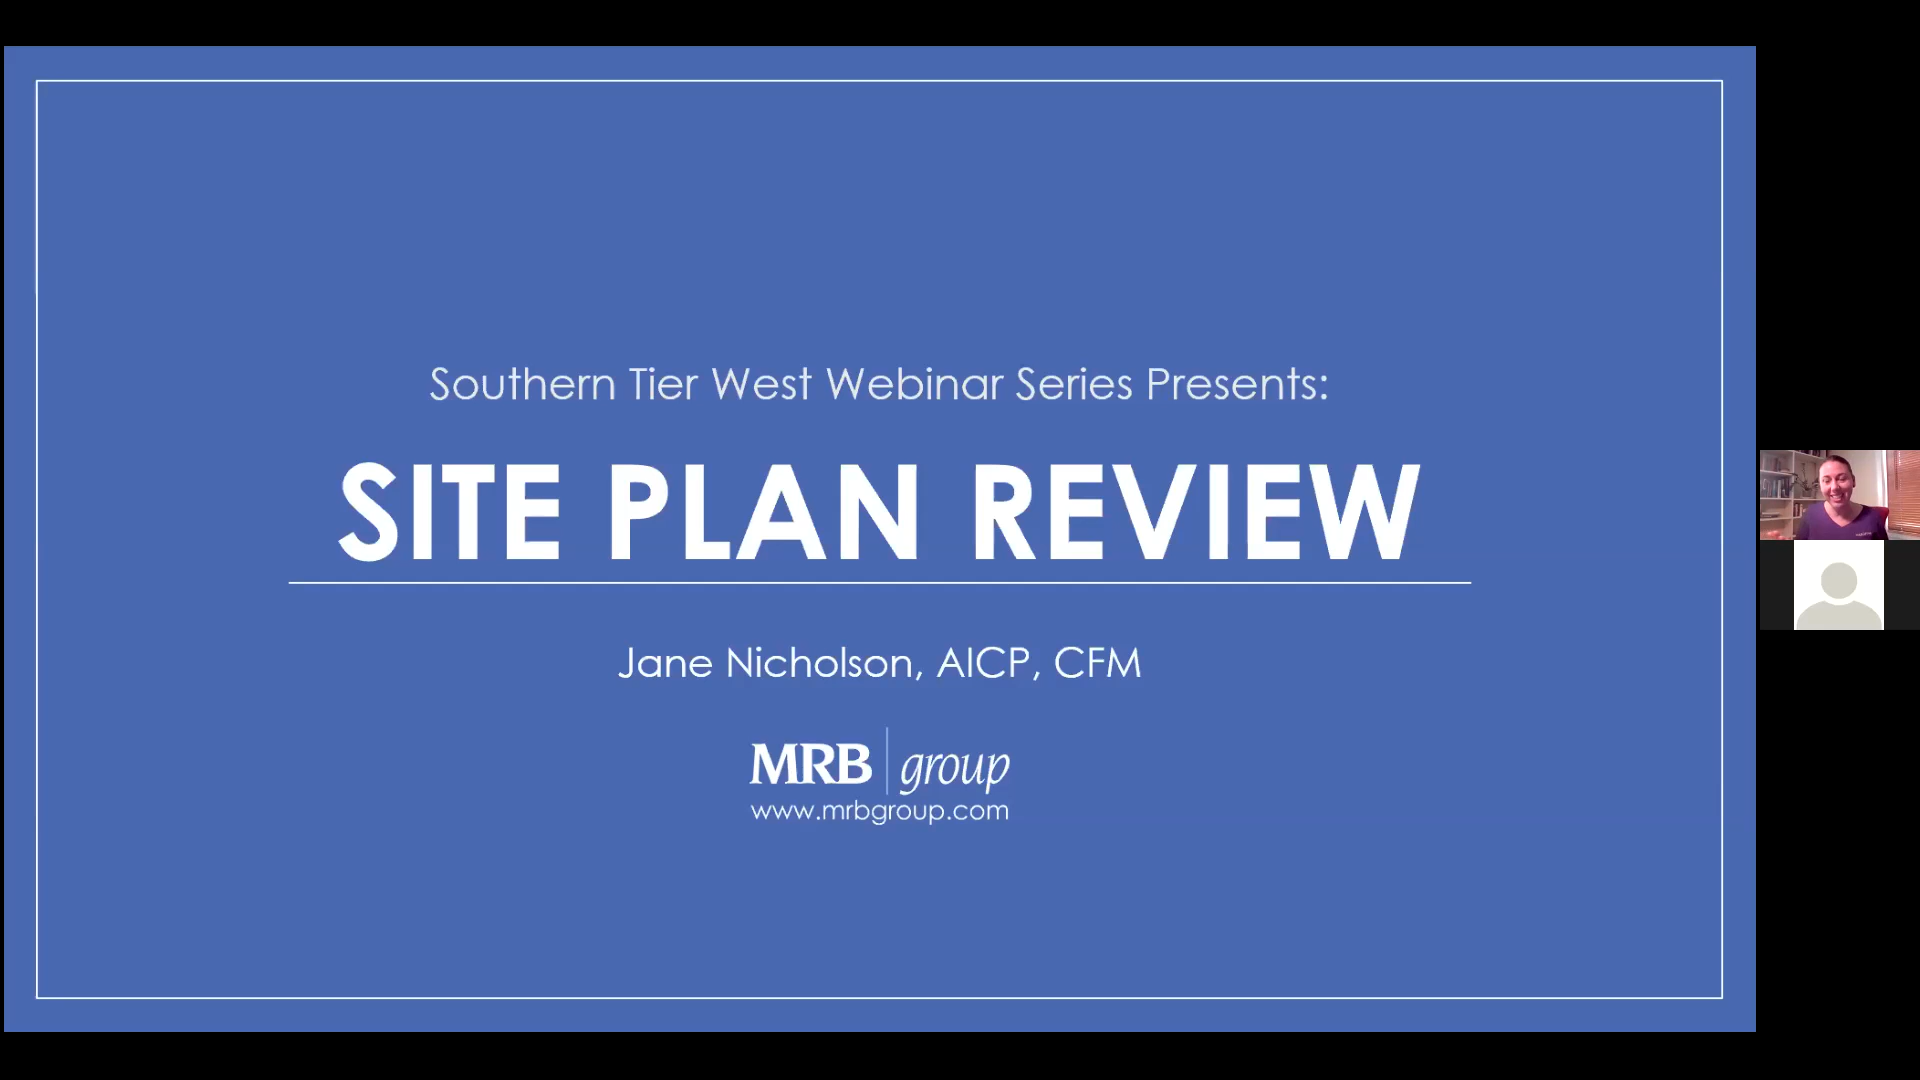 Southern Tier West Webinar Series Presents:
SITE PLAN REVIEW
Jane Nicholson, AICP, CFM
MRB group
www.mrbgroup.com